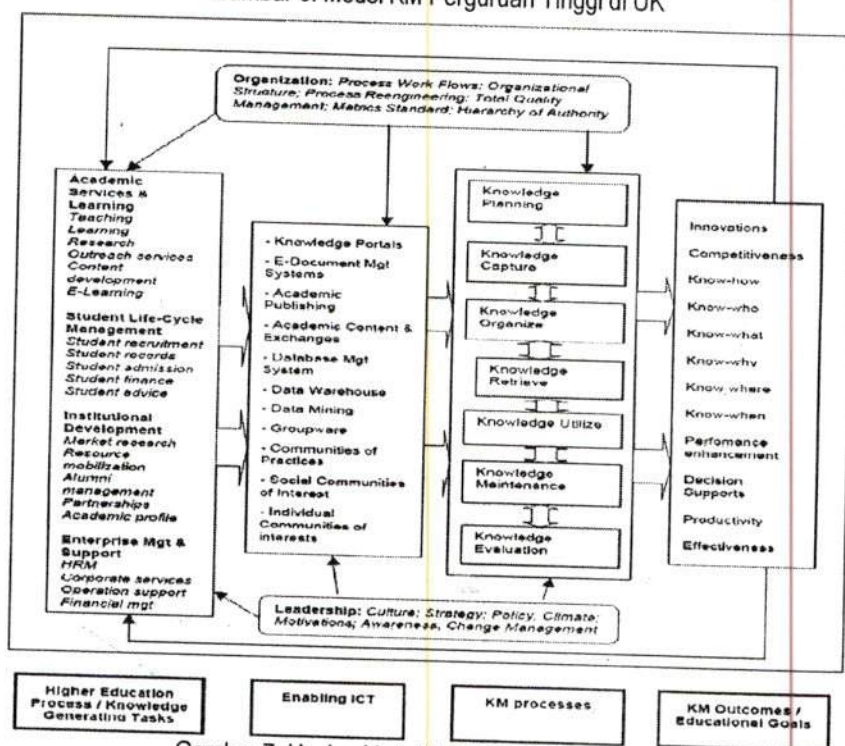 Model KM Perguruan Tinggi di UK
Organization: Process Work Flows; Organizational
Structure; Process Reengineering; Total Quality
Management; Metrics Standard; Hierarchy of Authority
Academic
Services &
Learning
Teaching
Learning
Research
Outreach services
Content
development
E-Learning
Student Life-Cycle
Management
Student recruitment
Student records
Student admission
Student finance
Student advice
Institutional
Development
Market research
Resource
mobilization
Alumni
management
Partnerships
Academic profile
Enterprise Mgt &
Support
HRM
Corporate services
Operation support
Financial mgt
- Knowledge Portals
- E-Document Mgt
Systems
- Academic
Publishing
- Academic Content &
Exchanges
- Database Mgt
System
- Data Warehouse
- Data Mining
- Groupware
- Communities of
Practices
- Social Communities
of Interest
- Individual
Communities of
interests
Knowledge
Planning
Knowledge
Capture
Knowledge
Organize
Knowledge
Retrieve
Knowledge Utilize
Knowledge
Maintenance
Knowledge
Evaluation
Innovations
Competitiveness
Know-how
Know-who
Know-what
Know-why
Know where
Know-when
Perfomance
enhancement
Decision
Supports
Productivity
Effectiveness
Leadership: Culture; Strategy; Policy, Climate;
Motivations; Awareness, Change Management
Higher Education
Process / Knowledge
Generating Tasks
Enabling ICT
KM processes
KM Outcomes /
Educational Goals